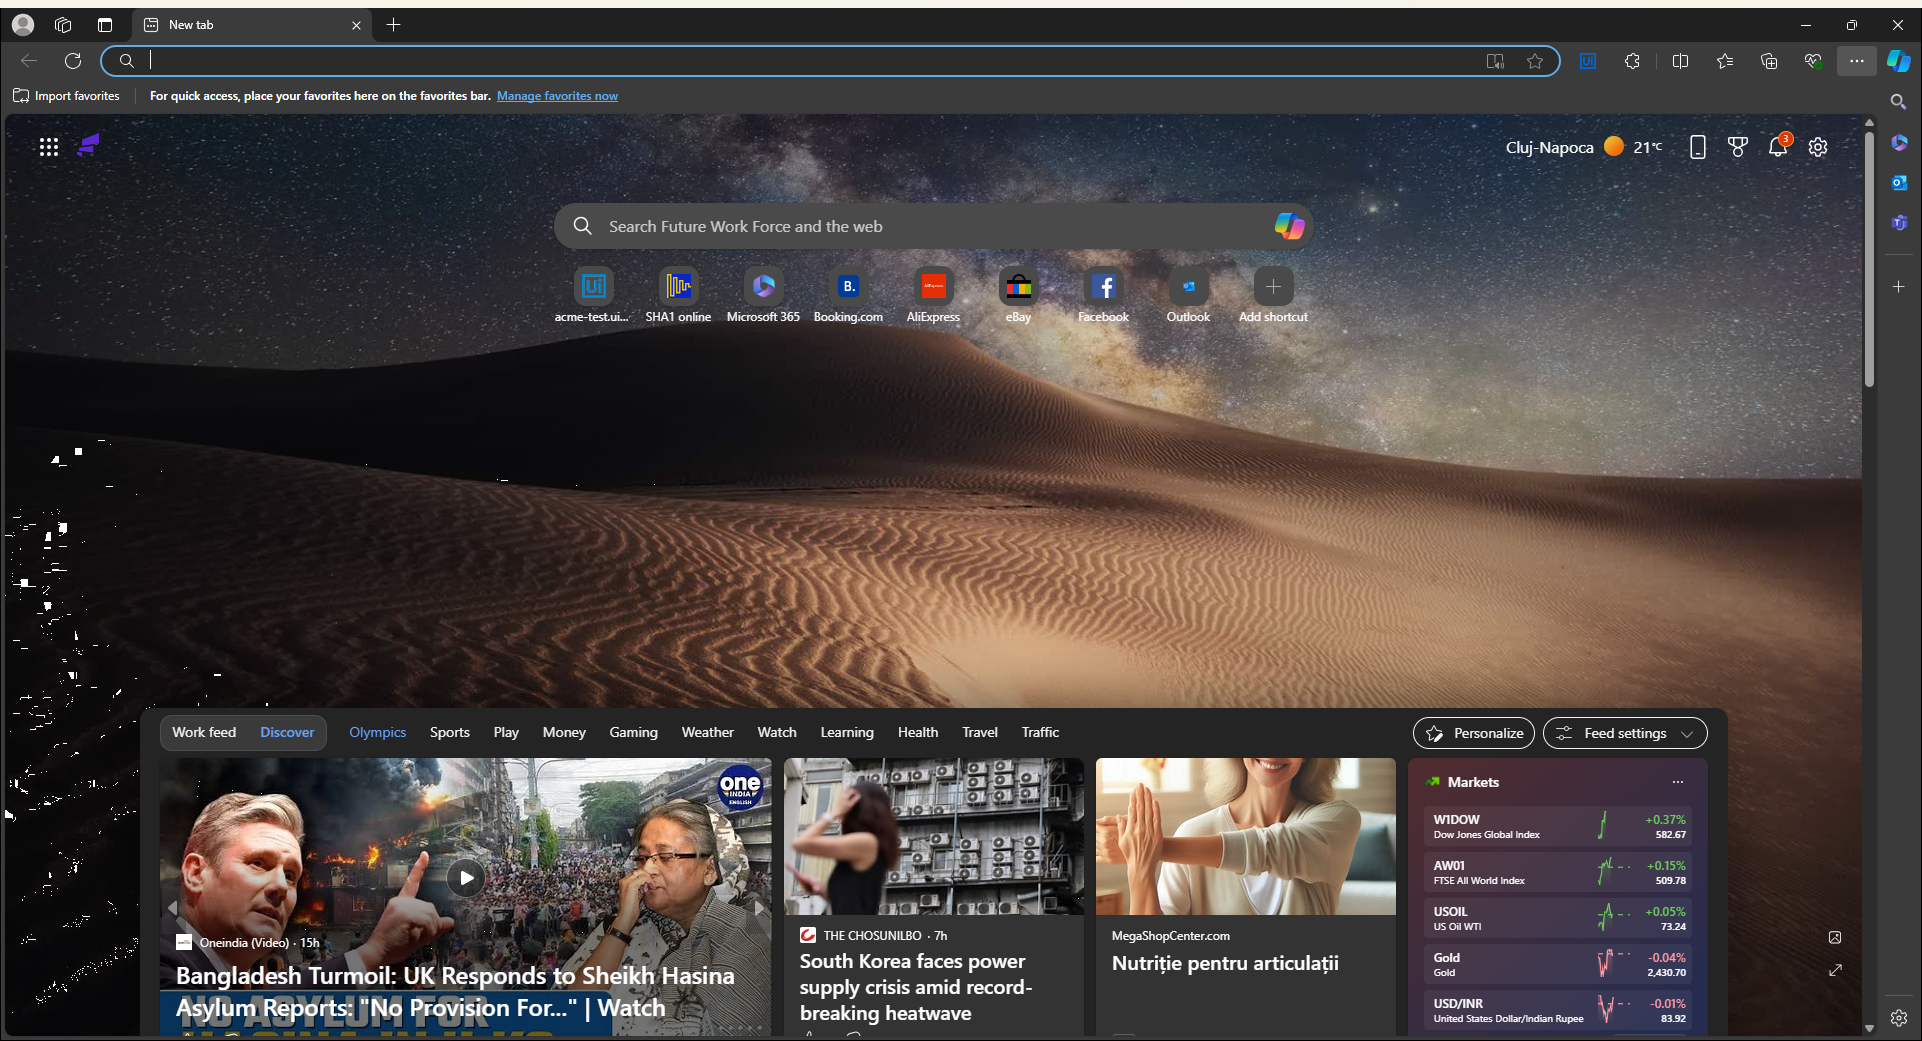 New tab
Import favorites
For quick access, place your favorites here on the favorites bar. Manage favorites now
Cluj-Napoca 21°C
3
Search Future Work Force and the web
Ui
B.
acme-test.ui...
SHA1 online
Microsoft 365
Booking.com
AliExpress
eBay
Facebook
Outlook
Add shortcut
Work feed
Discover
Olympics
Sports
Play
Money
Gaming
Weather
Watch
Learning
Health
Travel
Traffic
Personalize
Feed settings
one
INDIA
ENGLISH
Oneindia (Video) · 15h
Bangladesh Turmoil: UK Responds to Sheikh Hasina
Asylum Reports: "No Provision For..." | Watch
NO ASYLUM FOR
THE CHOSUNILBO · 7h
South Korea faces power
supply crisis amid record-
breaking heatwave
MegaShopCenter.com
Nutriție pentru articulații
Markets
W1DOW +0.37%
Dow Jones Global Index 582.67
AW01 +0.15%
FTSE All World Index 509.78
USOIL +0.05%
US Oil WTI 73.24
Gold -0.04%
Gold 2,430.70
USD/INR -0.01%
United States Dollar/Indian Rupee 83.92